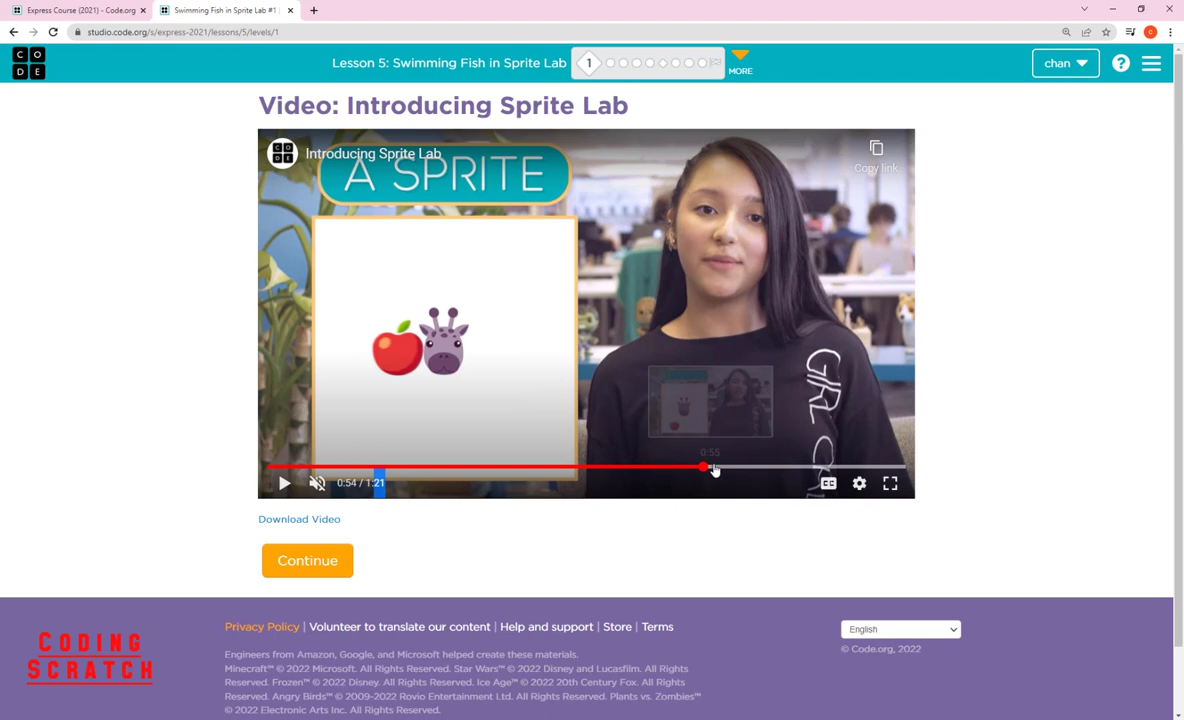 Express Course (2021) - Code.org
Swimming Fish in Sprite Lab #1
studio.code.org/s/express-2021/lessons/5/levels/1
C O D E
Lesson 5: Swimming Fish in Sprite Lab
1
MORE
chan
?
Video: Introducing Sprite Lab
Introducing Sprite Lab
Copy link
A SPRITE
GIRL
0:55
0:54 / 1:21
CC
Download Video
Continue
Privacy Policy | Volunteer to translate our content | Help and support | Store | Terms
English
© Code.org, 2022
Engineers from Amazon, Google, and Microsoft helped create these materials.
Minecraft™ © 2022 Microsoft. All Rights Reserved. Star Wars™ © 2022 Disney and Lucasfilm. All
Rights Reserved. Frozen™ © 2022 Disney. All Rights Reserved. Ice Age™ © 2022 20th Century Fox. All Rights
Reserved. Angry Birds™ © 2009-2022 Rovio Entertainment Ltd. All Rights Reserved. Plants vs. Zombies™
© 2022 Electronic Arts Inc. All Rights Reserved.
CODING
SCRATCH